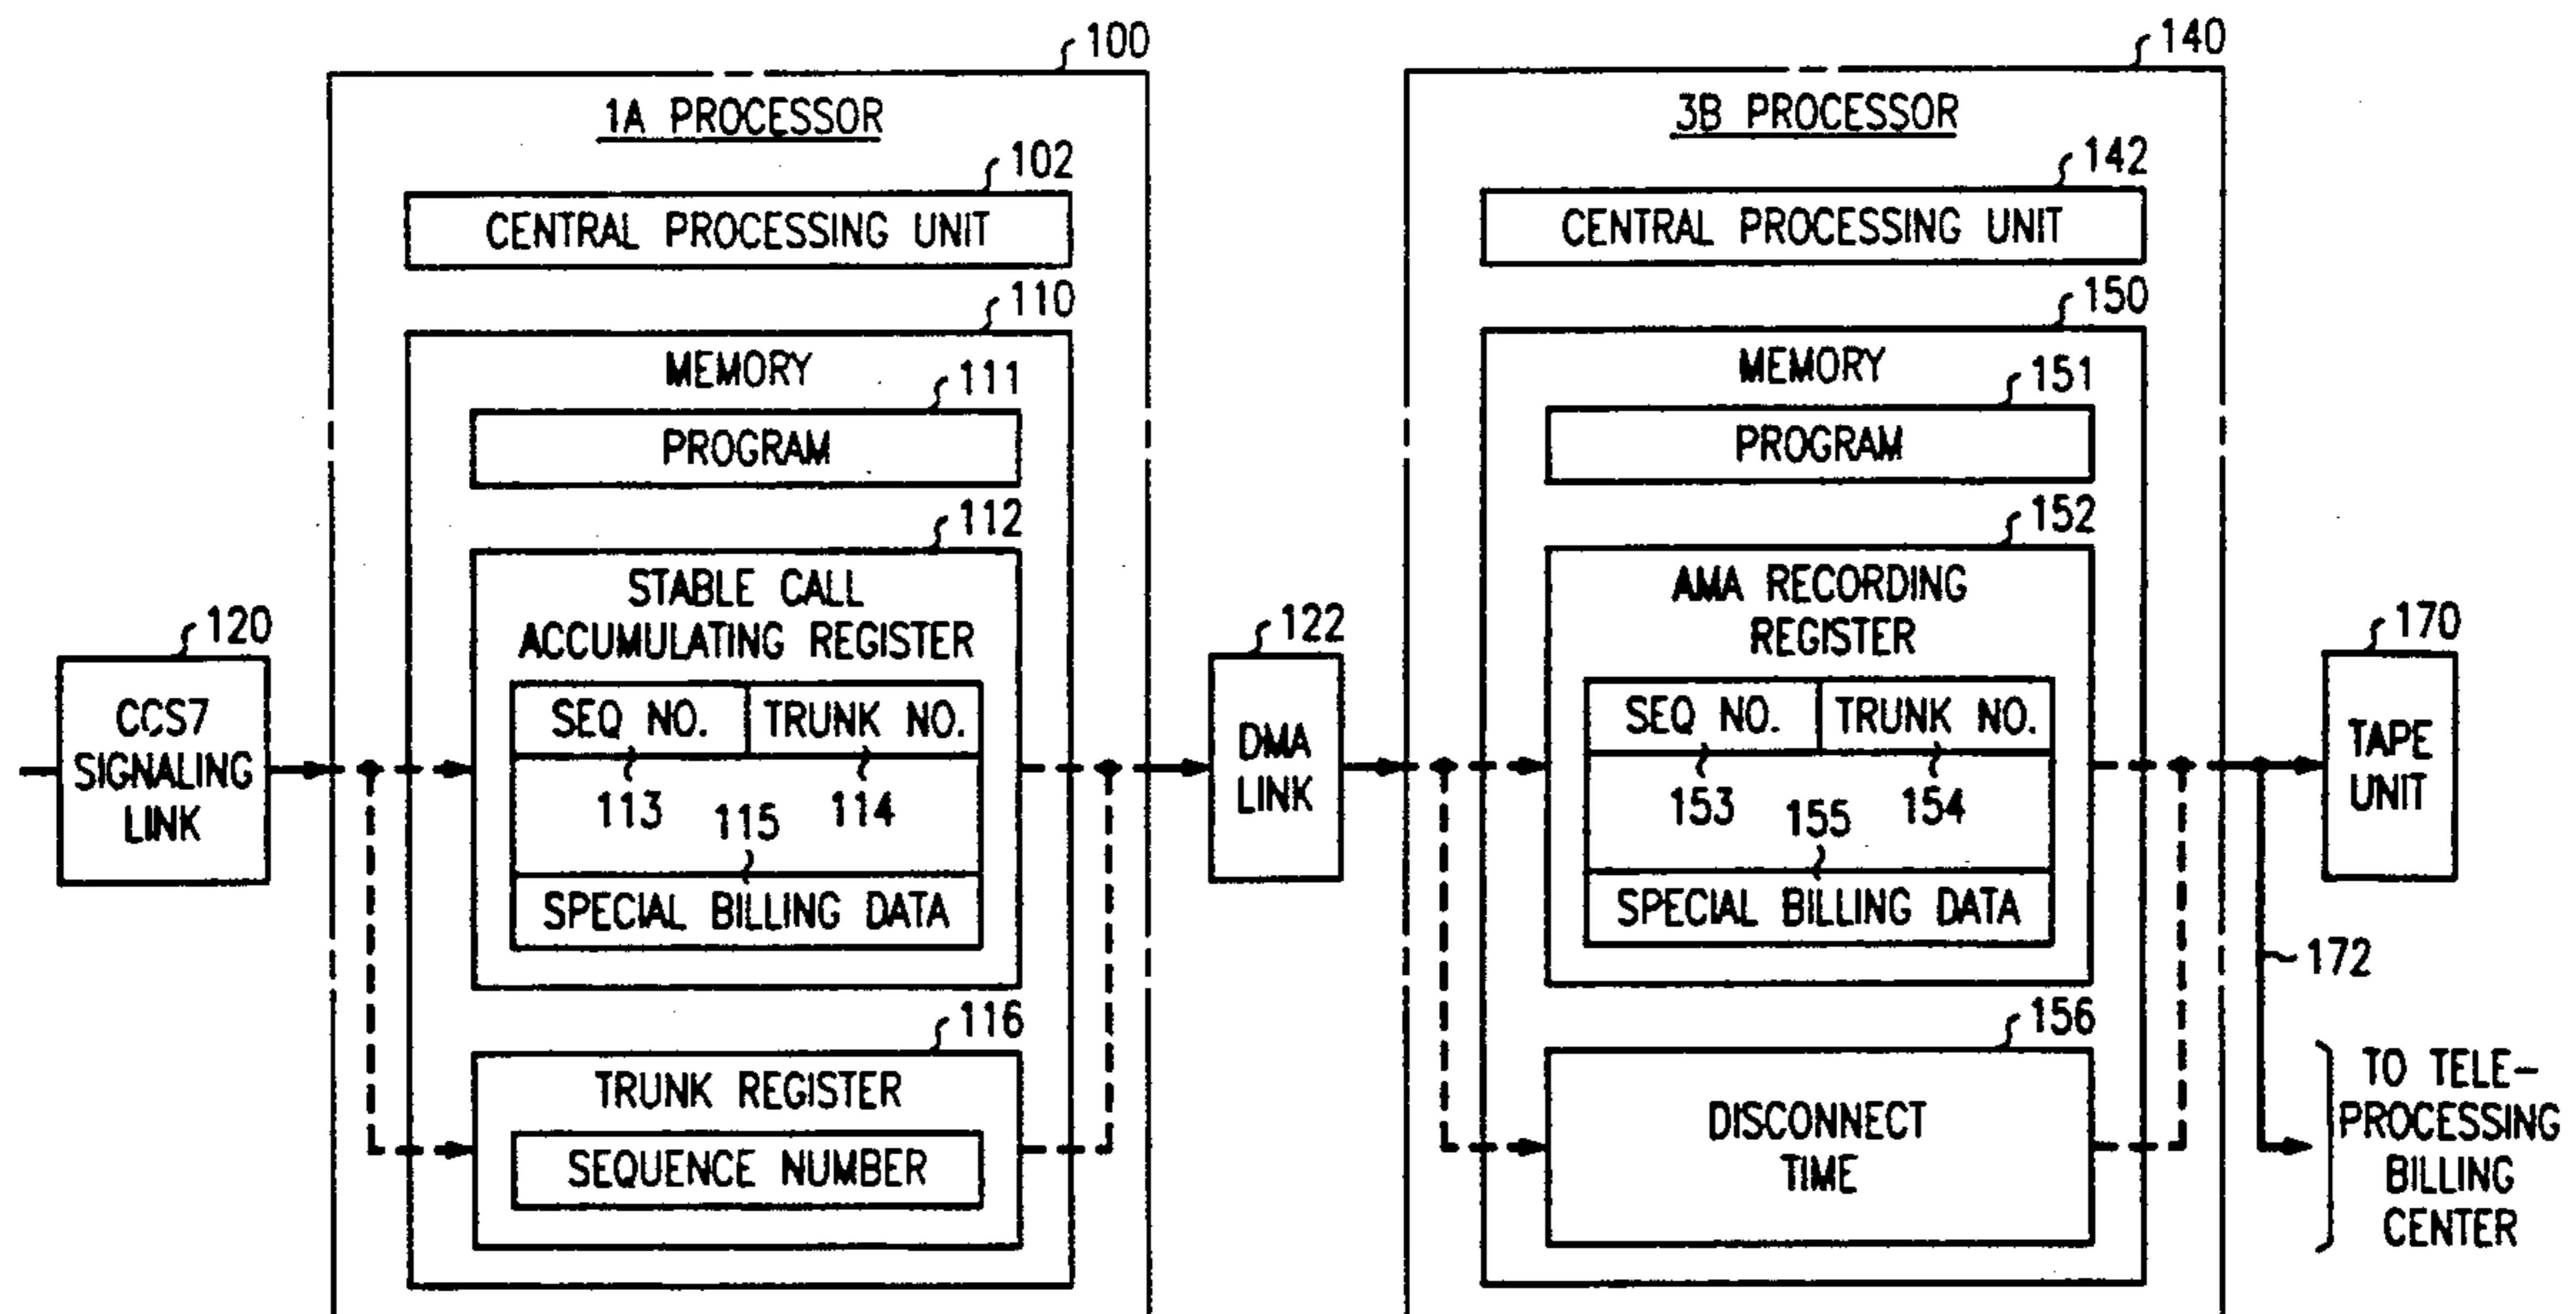 100
1A PROCESSOR
102
CENTRAL PROCESSING UNIT
110
MEMORY
111
PROGRAM
112
STABLE CALL
ACCUMULATING REGISTER
SEQ NO.
TRUNK NO.
113
114
115
SPECIAL BILLING DATA
116
TRUNK REGISTER
SEQUENCE NUMBER
120
CCS7
SIGNALING
LINK
122
DMA
LINK
140
3B PROCESSOR
142
CENTRAL PROCESSING UNIT
150
MEMORY
151
PROGRAM
152
AMA RECORDING
REGISTER
SEQ NO.
TRUNK NO.
153
154
155
SPECIAL BILLING DATA
156
DISCONNECT
TIME
170
TAPE
UNIT
172
TO TELE-
PROCESSING
BILLING
CENTER